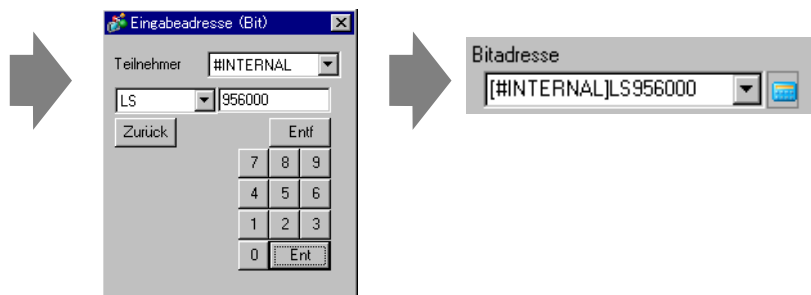 Eingabeadresse (Bit)
Teilnehmer #INTERNAL
LS 956000
Zurück Entf
7 8 9
4 5 6
1 2 3
0 Ent
Bitadresse
[#INTERNAL]LS956000